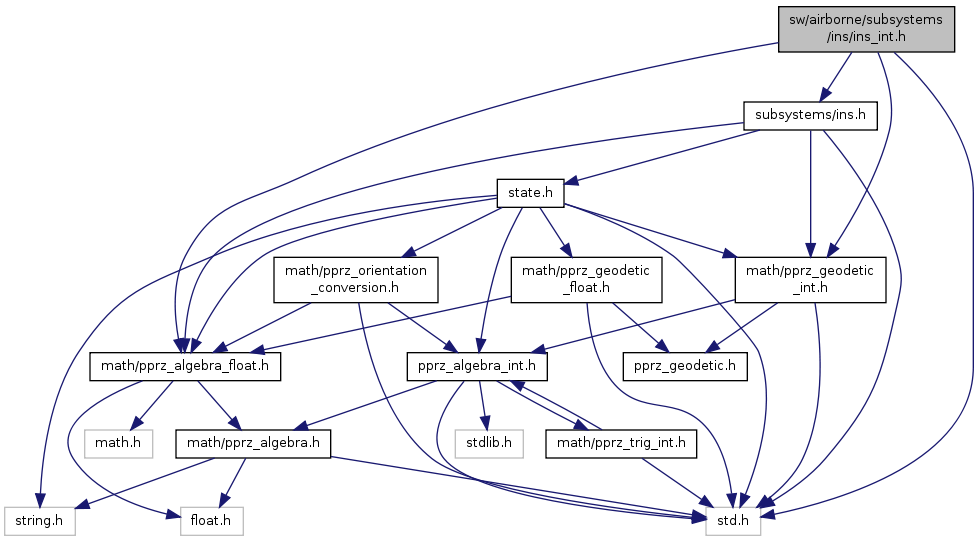 sw/airborne/subsystems
/ins/ins_int.h
subsystems/ins.h
state.h
math/pprz_orientation
_conversion.h
math/pprz_geodetic
_float.h
math/pprz_geodetic
_int.h
math/pprz_algebra_float.h
pprz_algebra_int.h
pprz_geodetic.h
math.h
math/pprz_algebra.h
stdlib.h
math/pprz_trig_int.h
string.h
float.h
std.h